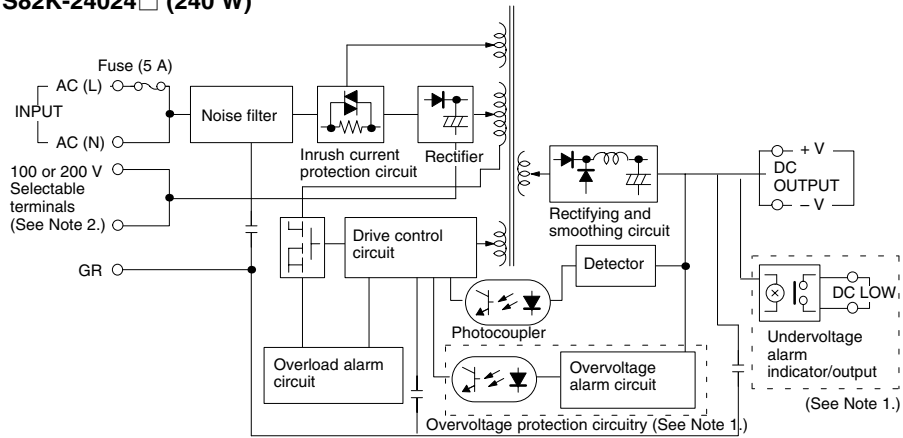 S82K-24024□ (240 W)
Fuse (5 A)
AC (L)
INPUT
AC (N)
Noise filter
Inrush current
protection circuit
Rectifier
100 or 200 V
Selectable
terminals
(See Note 2.)
GR
Drive control
circuit
Rectifying and
smoothing circuit
+ V
DC
OUTPUT
– V
Detector
Photocoupler
DC LOW
Undervoltage
alarm
indicator/output
(See Note 1.)
Overload alarm
circuit
Overvoltage
alarm circuit
Overvoltage protection circuitry (See Note 1.)